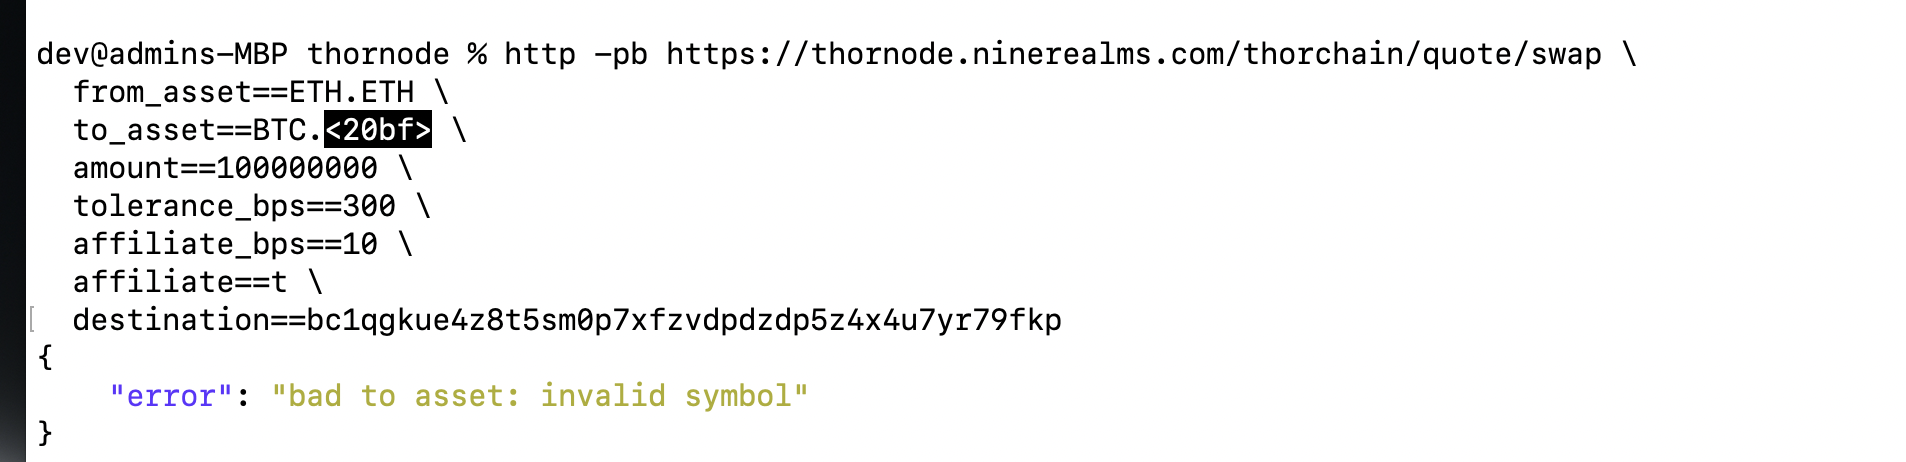 dev@admins-MBP thornode % http -pb https://thornode.ninerealms.com/thorchain/quote/swap \
from_asset==ETH.ETH \
to_asset==BTC.<20bf> \
amount==100000000 \
tolerance_bps==300 \
affiliate_bps==10 \
affiliate==t \
[ destination==bc1qgkue4z8t5sm0p7xfzvdpdzdp5z4x4u7yr79fkp
{
"error": "bad to asset: invalid symbol"
}